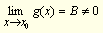 lim x→x₀ g(x) = B ≠ 0